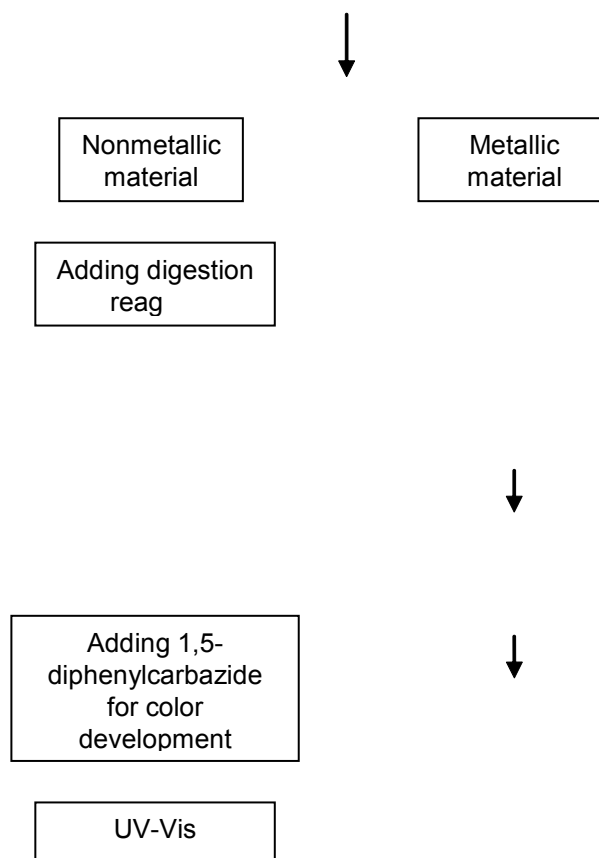 Nonmetallic
material
Metallic
material
Adding digestion
reag
Adding 1,5-
diphenylcarbazide
for color
development
UV-Vis